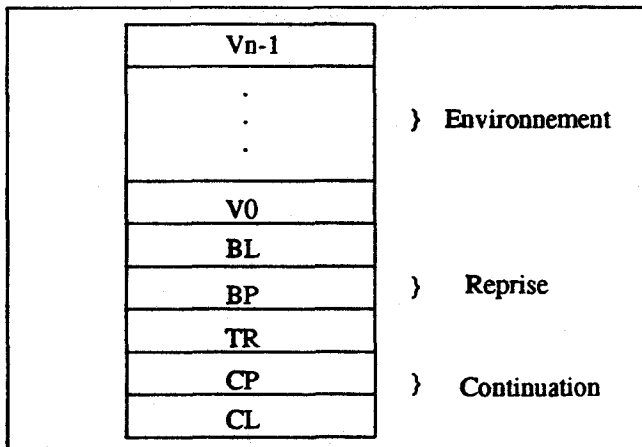 Vn-1
.
.
.
} Environnement
V0
BL
BP } Reprise
TR
CP } Continuation
CL